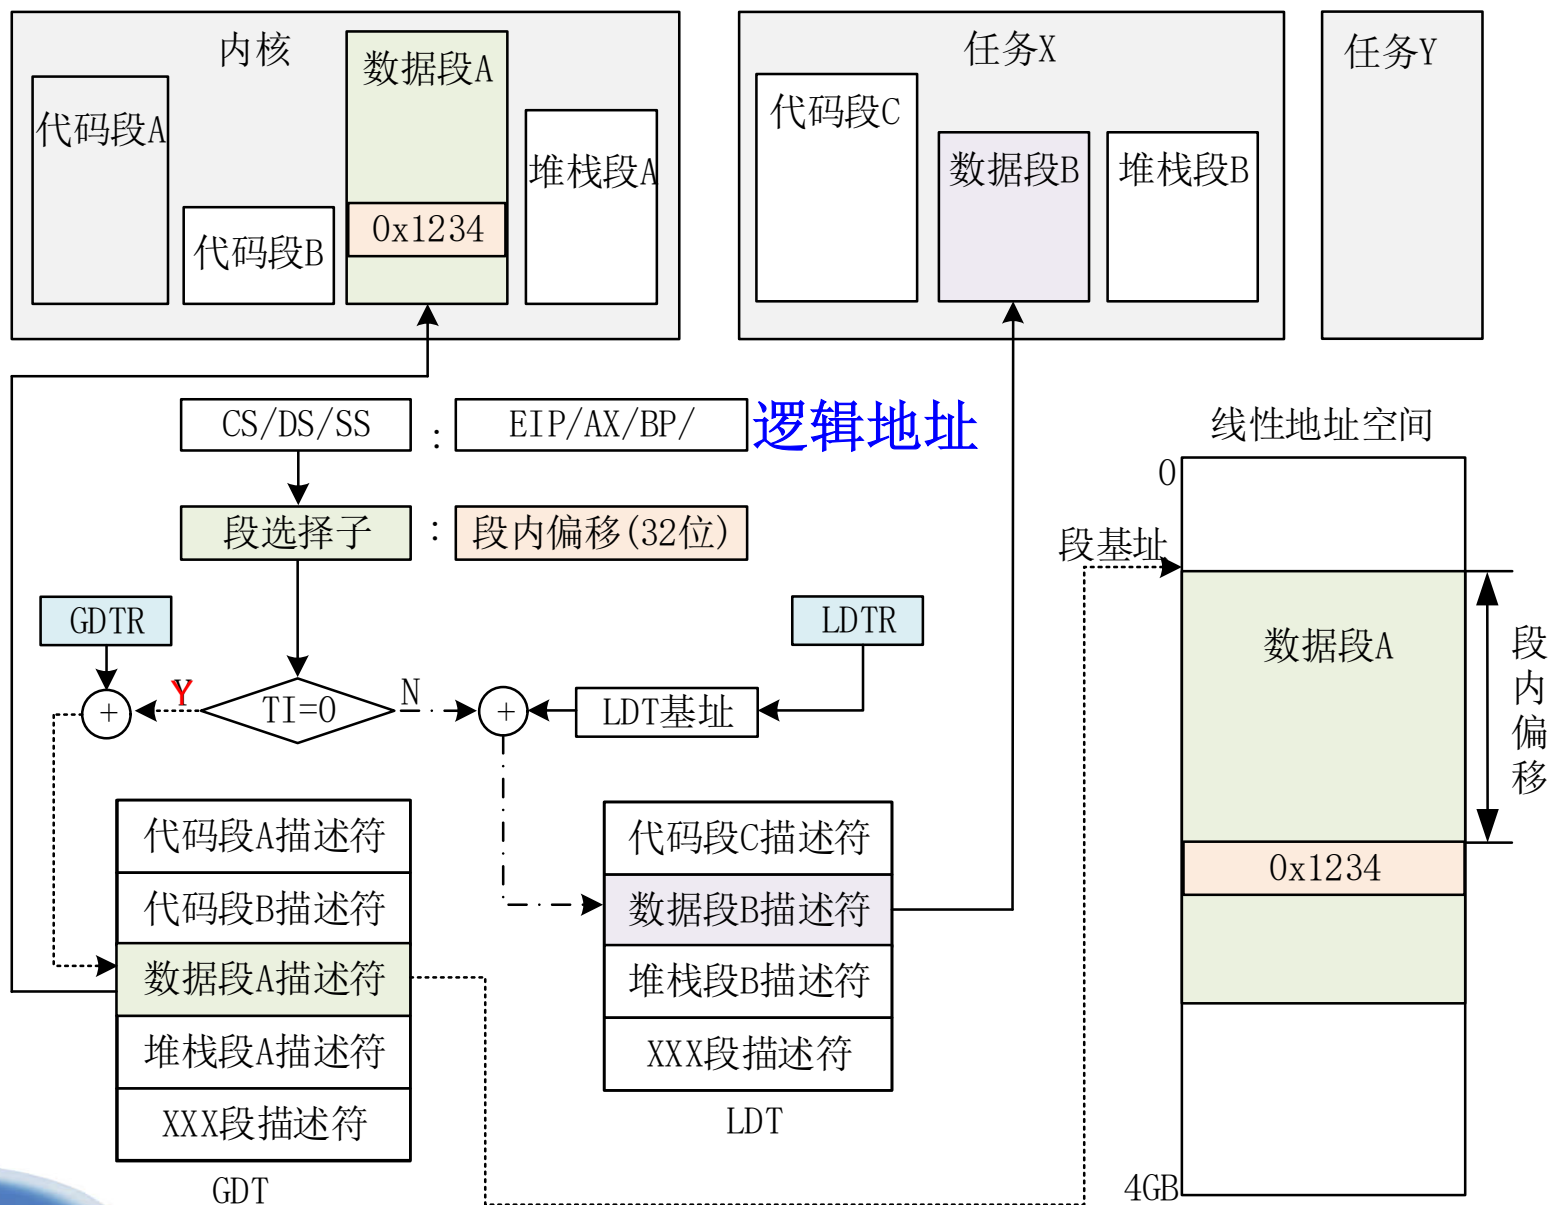 内核
数据段A
代码段A
代码段B
0x1234
堆栈段A
任务X
代码段C
数据段B
堆栈段B
任务Y
CS/DS/SS : EIP/AX/BP/ 逻辑地址
段选择子 : 段内偏移(32位)
GDTR
LDTR
+ Y TI=0 N + LDT基址
代码段A描述符
代码段B描述符
数据段A描述符
堆栈段A描述符
XXX段描述符
GDT
代码段C描述符
数据段B描述符
堆栈段B描述符
XXX段描述符
LDT
线性地址空间
0
段基址
数据段A
段内偏移
0x1234
4GB